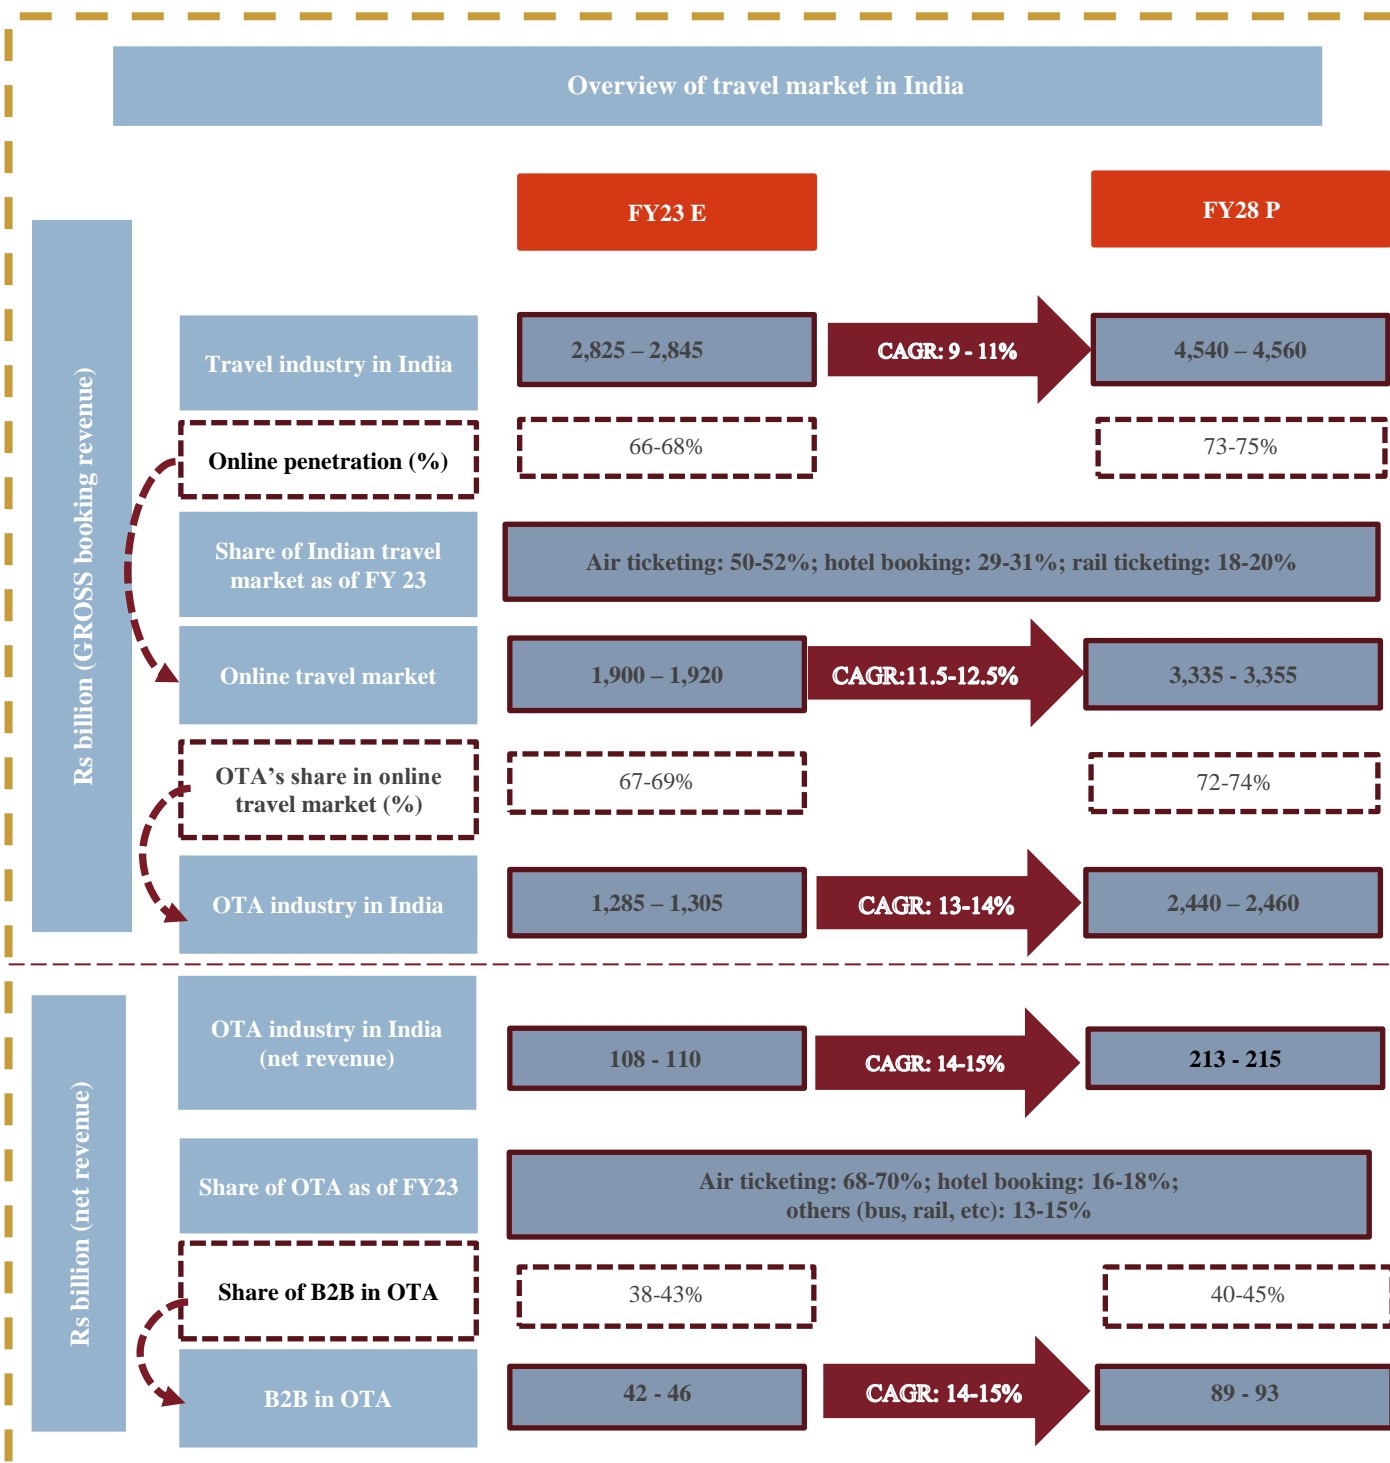 Overview of travel market in India
FY23 E
FY28 P
Rs billion (GROSS booking revenue)
Travel industry in India
2,825 – 2,845
CAGR: 9 - 11%
4,540 – 4,560
Online penetration (%)
66-68%
73-75%
Share of Indian travel
market as of FY 23
Air ticketing: 50-52%; hotel booking: 29-31%; rail ticketing: 18-20%
Online travel market
1,900 – 1,920
CAGR:11.5-12.5%
3,335 - 3,355
OTA’s share in online
travel market (%)
67-69%
72-74%
OTA industry in India
1,285 – 1,305
CAGR: 13-14%
2,440 – 2,460
Rs billion (net revenue)
OTA industry in India
(net revenue)
108 - 110
CAGR: 14-15%
213 - 215
Share of OTA as of FY23
Air ticketing: 68-70%; hotel booking: 16-18%;
others (bus, rail, etc): 13-15%
Share of B2B in OTA
38-43%
40-45%
B2B in OTA
42 - 46
CAGR: 14-15%
89 - 93